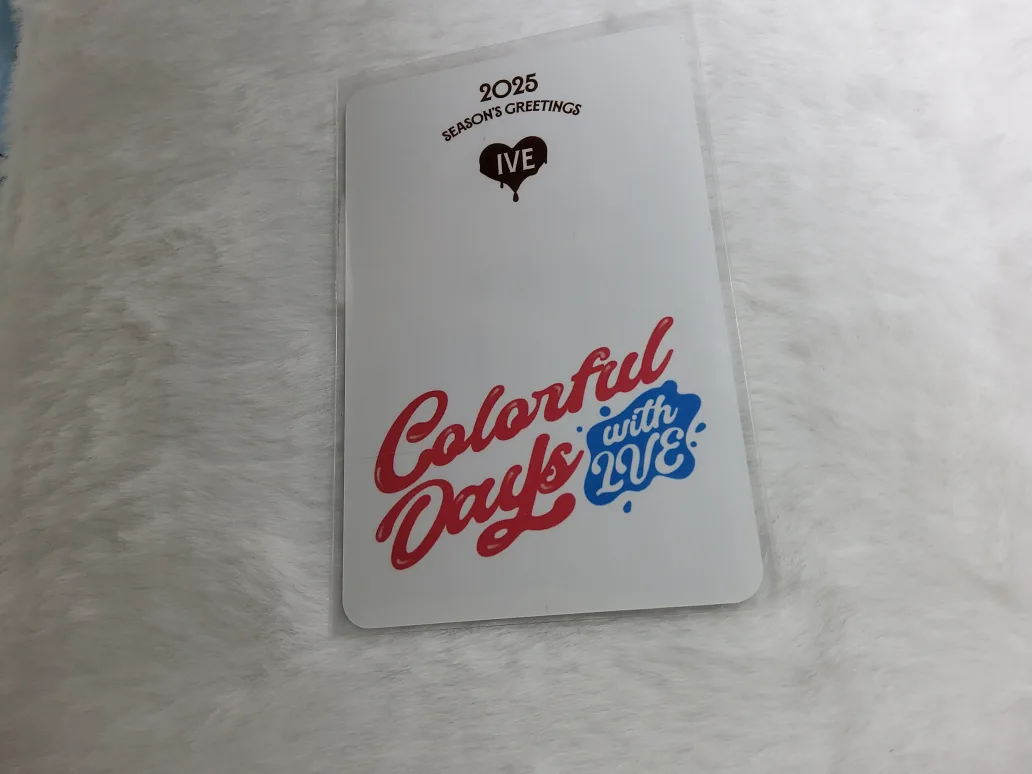 2025
SEASON'S GREETINGS
IVE
Colorful
Days
with
IVE